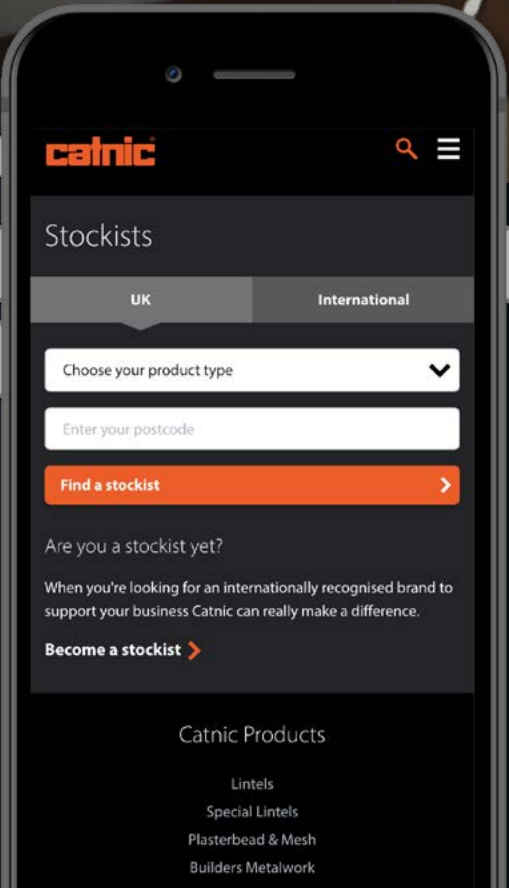 catnic
Stockists
UK
International
Choose your product type
Enter your postcode
Find a stockist
Are you a stockist yet?
When you're looking for an internationally recognised brand to
support your business Catnic can really make a difference.
Become a stockist
Catnic Products
Lintels
Special Lintels
Plasterbead & Mesh
Builders Metalwork